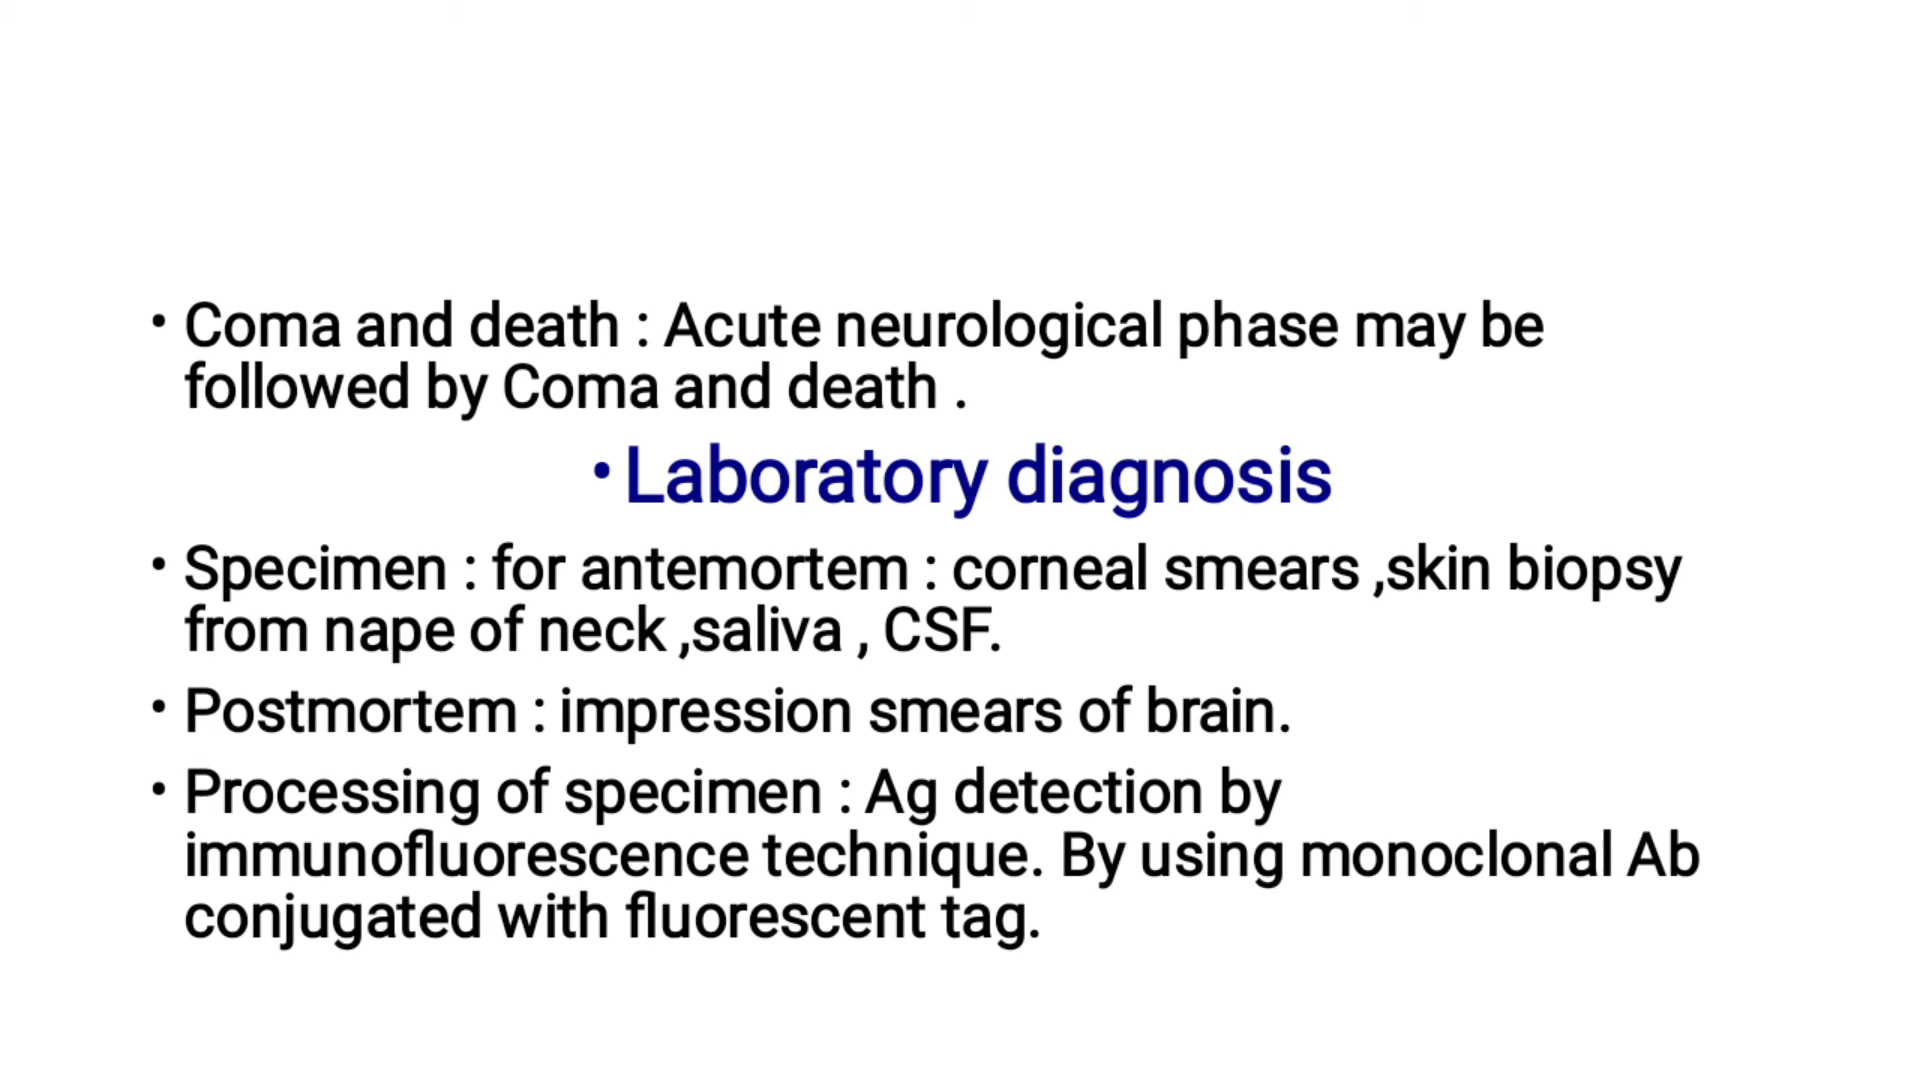 • Coma and death : Acute neurological phase may be
followed by Coma and death .
• Laboratory diagnosis
• Specimen : for antemortem : corneal smears ,skin biopsy
from nape of neck ,saliva , CSF.
• Postmortem : impression smears of brain.
• Processing of specimen : Ag detection by
immunofluorescence technique. By using monoclonal Ab
conjugated with fluorescent tag.